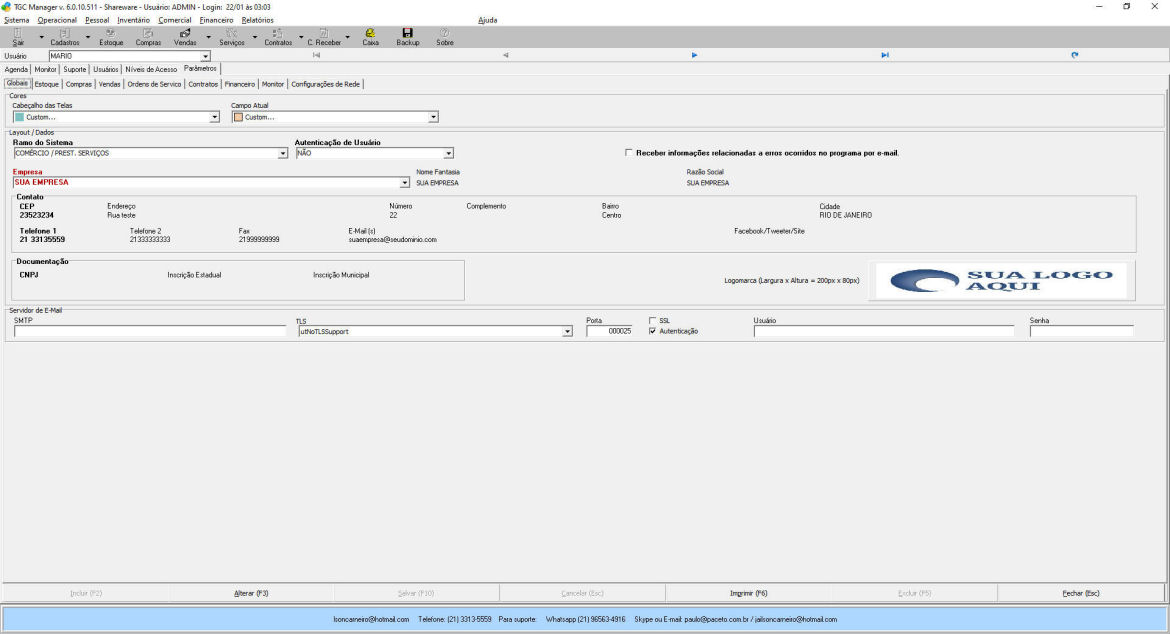 TGC Manager v. 6.0.10.511 - Shareware - Usuário: ADMIN - Login: 22/01 às 03:03
Sistema Operacional Pessoal Inventário Comercial Financeiro Relatórios Ajuda
Sair Cadastros Estoque Compras Vendas Serviços Contratos C. Receber Caixa Backup Sobre
Usuário MARIO
Agenda Monitor Suporte Usuários Níveis de Acesso Parâmetros
Globais Estoque Compras Vendas Ordens de Servico Contratos Financeiro Monitor Configurações de Rede
Cores
Cabeçalho das Telas Campo Atual
Custom... Custom...
Layout / Dados
Ramo do Sistema Autenticação de Usuário
COMÉRCIO / PREST. SERVIÇOS NÃO Receber informações relacionadas a erros ocorridos no programa por e-mail.
Empresa Nome Fantasia Razão Social
SUA EMPRESA SUA EMPRESA SUA EMPRESA
Contato
CEP Endereço Número Complemento Bairro Cidade
23523234 Rua teste 22 Centro RIO DE JANEIRO
Telefone 1 Telefone 2 Fax E-Mail (s) Facebook/Tweeter/Site
21 33135559 21333333333 21999999999 suaempresa@seudominio.com
Documentação
CNPJ Inscrição Estadual Inscrição Municipal Logomarca (Largura x Altura = 200px x 80px)
SUA LOGO
AQUI
Servidor de E-Mail
SMTP TLS Porta SSL Usuário Senha
utNoTLSSupport 000025 Autenticação
Incluir (F2) Alterar (F3) Salvar (F10) Cancelar (Esc) Imprimir (F6) Excluir (F5) Fechar (Esc)
lsoncarneiro@hotmail.com Telefone: (21) 3313-5559 Para suporte: Whatsapp (21) 96563-4916 Skype ou E-mail: paulo@paceto.com.br / jailsoncarneiro@hotmail.com